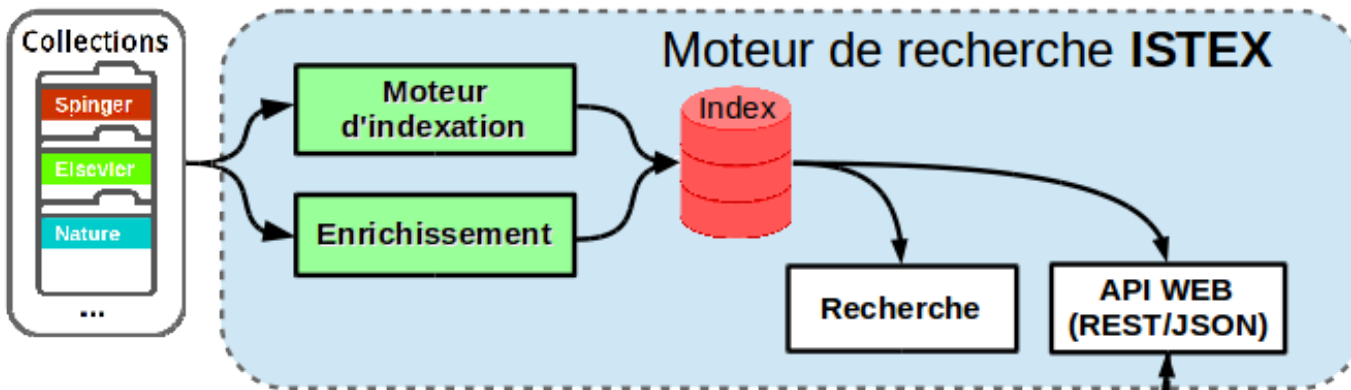 Collections
Spinger
Elsevier
Nature
...
Moteur de recherche ISTEX
Moteur
d'indexation
Enrichissement
Index
Recherche
API WEB
(REST/JSON)